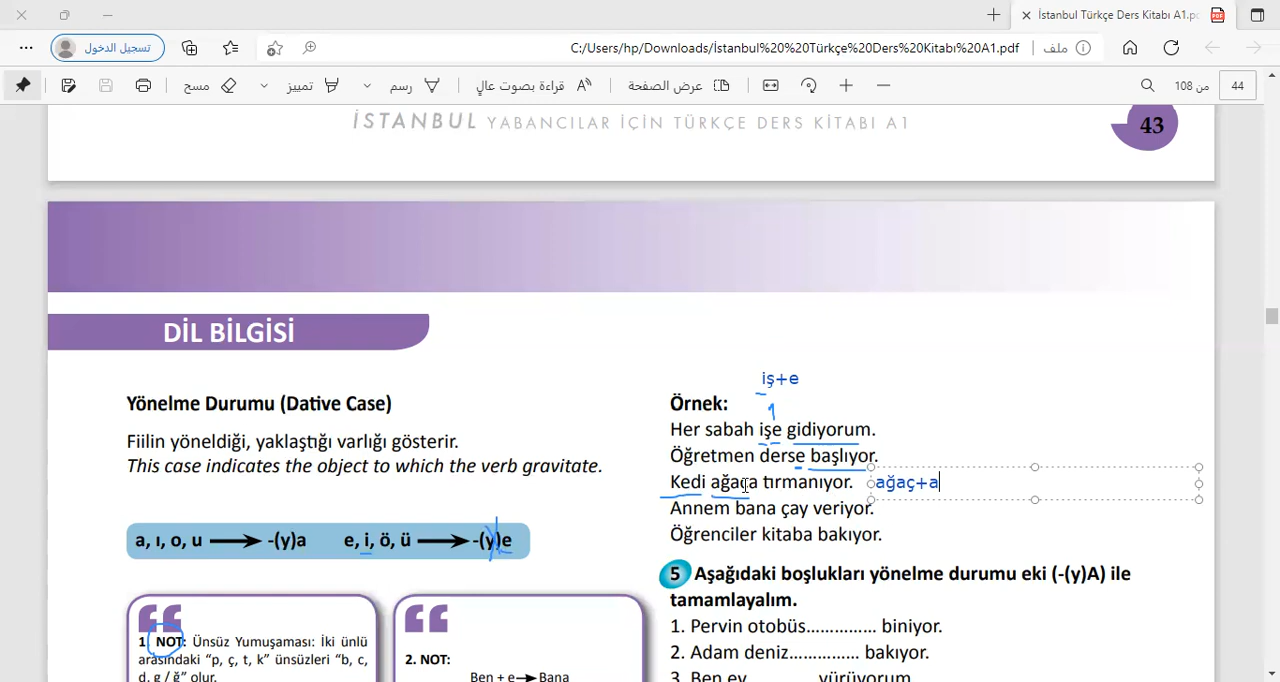 İstanbul Türkçe Ders Kitabı A1.pdf
تسجيل الدخول
C:/Users/hp/Downloads/İstanbul%20%20Türkçe%20Ders%20Kitabı%20A1.pdf
ملف
مسح
تمييز
رسم
قراءة بصوت عالٍ
عرض الصفحة
من 108
44
İSTANBUL YABANCILAR İÇİN TÜRKÇE DERS KİTABI A1
43
DİL BİLGİSİ
Yönelme Durumu (Dative Case)
Fiilin yöneldiği, yaklaştığı varlığı gösterir.
This case indicates the object to which the verb gravitate.
a, ı, o, u -(y)a e, i, ö, ü -(y)e
1. NOT: Ünsüz Yumuşaması: İki ünlü
arasındaki “p, ç, t, k” ünsüzleri “b, c,
d, g / ğ” olur.
2. NOT:
Ben + e Bana
iş+e
Örnek:
Her sabah işe gidiyorum.
Öğretmen derse başlıyor.
Kedi ağaca tırmanıyor. ağaç+a
Annem bana çay veriyor.
Öğrenciler kitaba bakıyor.
5 Aşağıdaki boşlukları yönelme durumu eki (-(y)A) ile
tamamlayalım.
1. Pervin otobüs.............. biniyor.
2. Adam deniz.............. bakıyor.
3. Ben ev yürüyorum